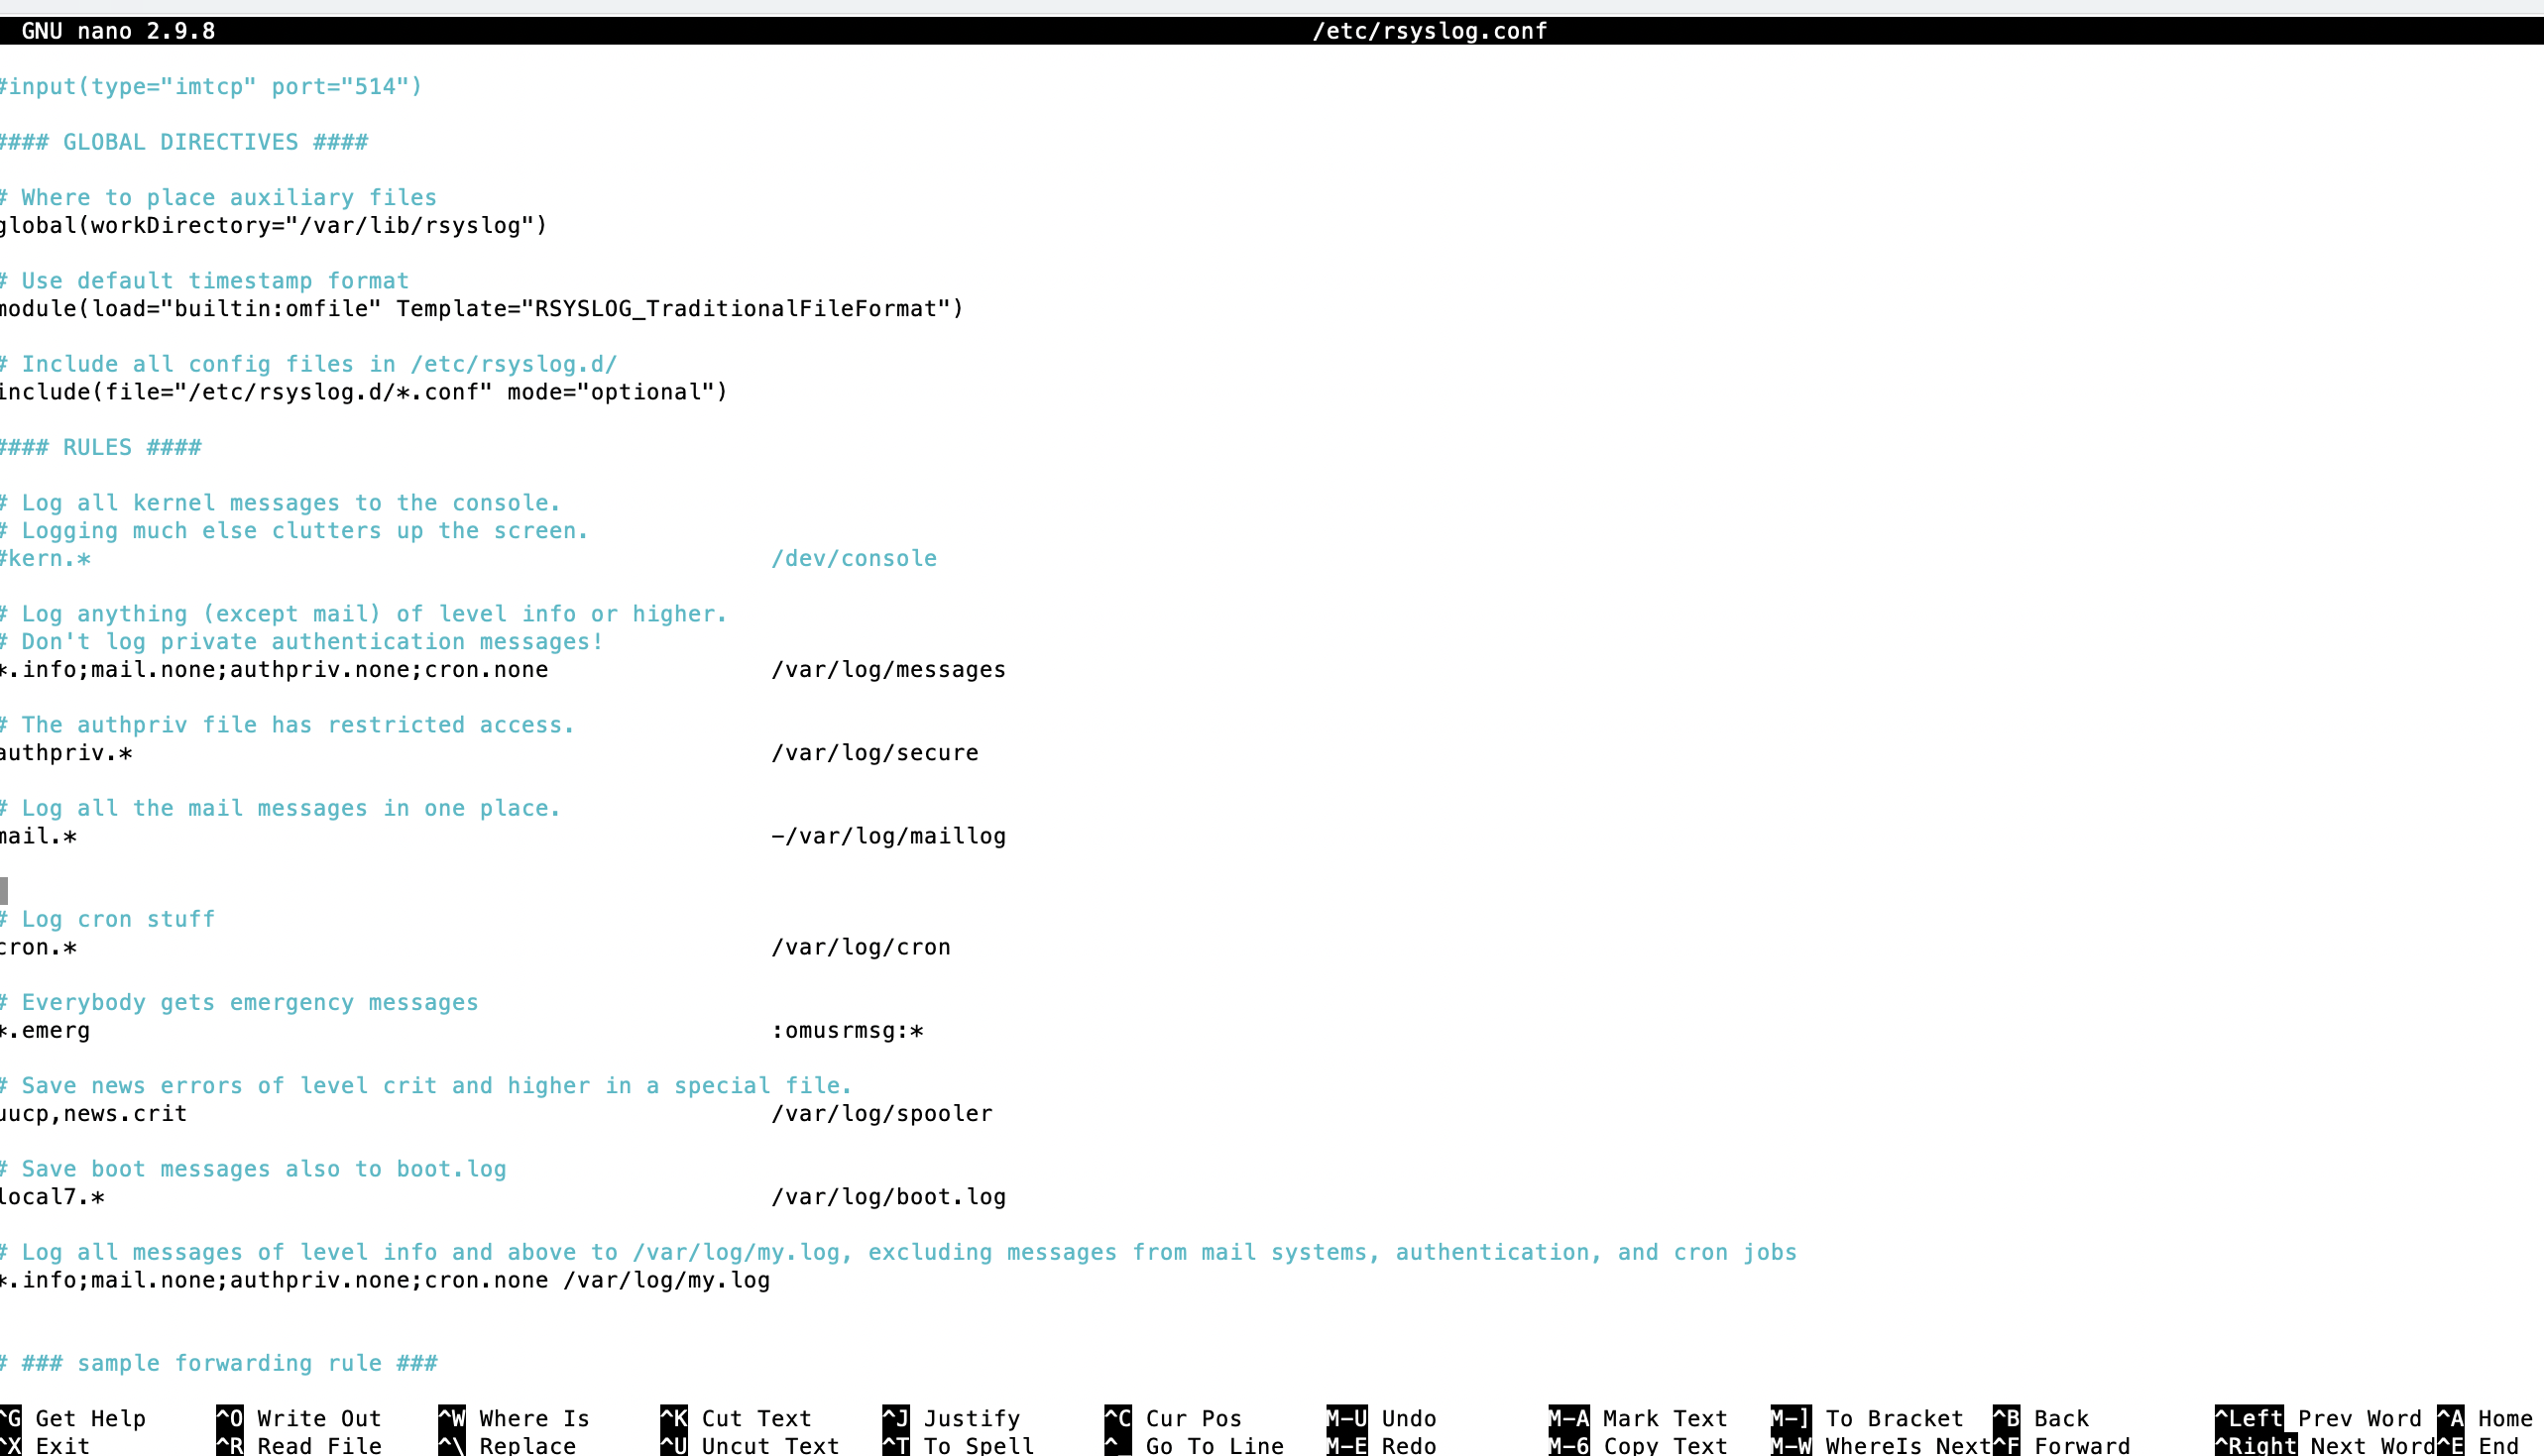 GNU nano 2.9.8 /etc/rsyslog.conf
#input(type="imtcp" port="514")
#### GLOBAL DIRECTIVES ####
# Where to place auxiliary files
global(workDirectory="/var/lib/rsyslog")
# Use default timestamp format
module(load="builtin:omfile" Template="RSYSLOG_TraditionalFileFormat")
# Include all config files in /etc/rsyslog.d/
include(file="/etc/rsyslog.d/*.conf" mode="optional")
#### RULES ####
# Log all kernel messages to the console.
# Logging much else clutters up the screen.
#kern.* /dev/console
# Log anything (except mail) of level info or higher.
# Don't log private authentication messages!
*.info;mail.none;authpriv.none;cron.none /var/log/messages
# The authpriv file has restricted access.
authpriv.* /var/log/secure
# Log all the mail messages in one place.
mail.* -/var/log/maillog
# Log cron stuff
cron.* /var/log/cron
# Everybody gets emergency messages
*.emerg :omusrmsg:*
# Save news errors of level crit and higher in a special file.
uucp,news.crit /var/log/spooler
# Save boot messages also to boot.log
local7.* /var/log/boot.log
# Log all messages of level info and above to /var/log/my.log, excluding messages from mail systems, authentication, and cron jobs
*.info;mail.none;authpriv.none;cron.none /var/log/my.log
# ### sample forwarding rule ###
^G Get Help ^O Write Out ^W Where Is ^K Cut Text ^J Justify ^C Cur Pos M-U Undo M-A Mark Text M-] To Bracket ^B Back ^Left Prev Word ^A Home
^X Exit ^R Read File ^\ Replace ^U Uncut Text ^T To Spell ^_ Go To Line M-E Redo M-6 Copy Text M-W WhereIs Next ^F Forward ^Right Next Word ^E End